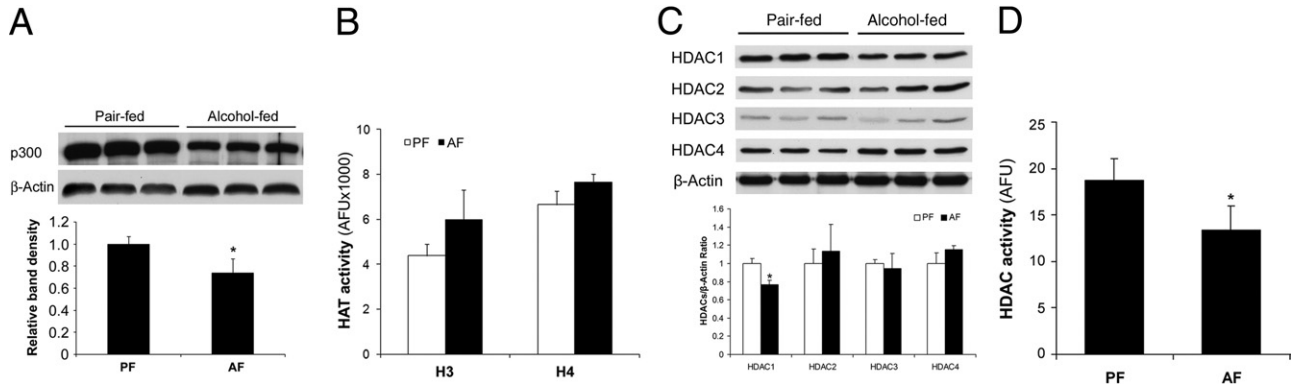 A
Pair-fed Alcohol-fed
p300
β-Actin
Relative band density
1.2
1.0
0.8
0.6
0.4
0.2
0
*
PF AF
B
HAT activity (AFUx1000)
10
8
6
4
2
0
PF AF
H3 H4
C
Pair-fed Alcohol-fed
HDAC1
HDAC2
HDAC3
HDAC4
β-Actin
HDACs/β-Actin Ratio
1.6
1.4
1.2
1
0.8
0.6
0.4
0.2
0
PF AF
*
HDAC1 HDAC2 HDAC3 HDAC4
D
HDAC activity (AFU)
25
20
15
10
5
0
*
PF AF